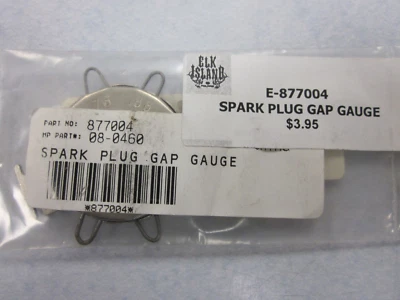 ELK
ISLAND
E-877004
SPARK PLUG GAP GAUGE
$3.95
PART NO: 877004
MP PART#: 08-0460
SPARK PLUG GAP GAUGE
*877004*